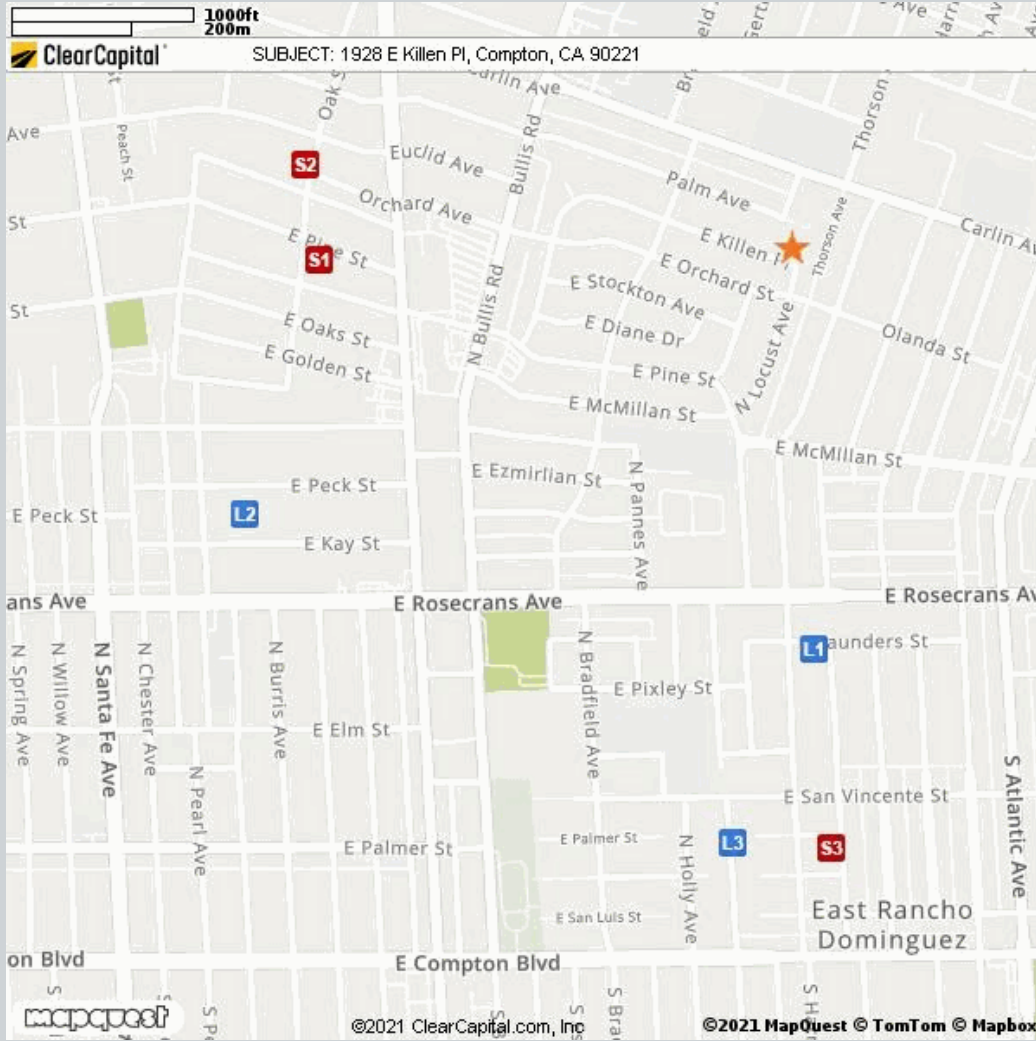 1000ft
200m
ClearCapital
SUBJECT: 1928 E Killen Pl, Compton, CA 90221
Ave
Carlin Ave
Thorson
Ave
Peach St
Oak S
S2
Euclid Ave
Bullis Rd
Palm Ave
Orchard Ave
St
E Pine St
S1
E Killen Pl
Thorson Ave
Carlin Av
E Orchard St
E Stockton Ave
St
N Bullis Rd
E Oaks St
E Diane Dr
N Locust Ave
Olanda St
E Golden St
E Pine St
E McMillan St
E McMillan St
E Ezmirlian St
N Pannes Ave
E Peck St
E Peck St
L2
E Kay St
ans Ave
E Rosecrans Ave
E Rosecrans Av
L1
aunders St
N Spring Ave
N Willow Ave
N Santa Fe Ave
N Chester Ave
N Burris Ave
N Bradfield Ave
E Pixley St
E Elm St
N Pearl Ave
S Atlantic Ave
E San Vincente St
E Palmer St
E Palmer St
N Holly Ave
L3
S3
E San Luis St
East Rancho
Dominguez
on Blvd
E Compton Blvd
S
S P
S
S Bra
S Ha
mapquest
©2021 ClearCapital.com, Inc
©2021 MapQuest © TomTom © Mapbox